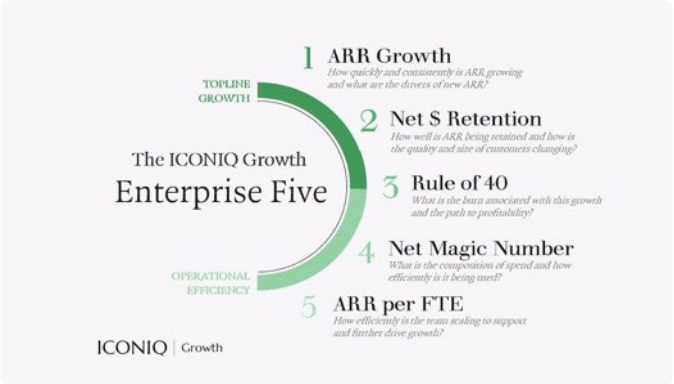 1 ARR Growth
How quickly and consistently is ARR growing
and what are the drivers of new ARR?
TOPLINE
GROWTH
2 Net $ Retention
How well is ARR being retained and how is
the quality and size of customers changing?
The ICONIQ Growth
Enterprise Five
3 Rule of 40
What is the burn associated with this growth
and the path to profitability?
4 Net Magic Number
What is the composition of spend and how
efficiently is it being used?
OPERATIONAL
EFFICIENCY
5 ARR per FTE
How efficiently is the team scaling to support
and further drive growth?
ICONIQ | Growth